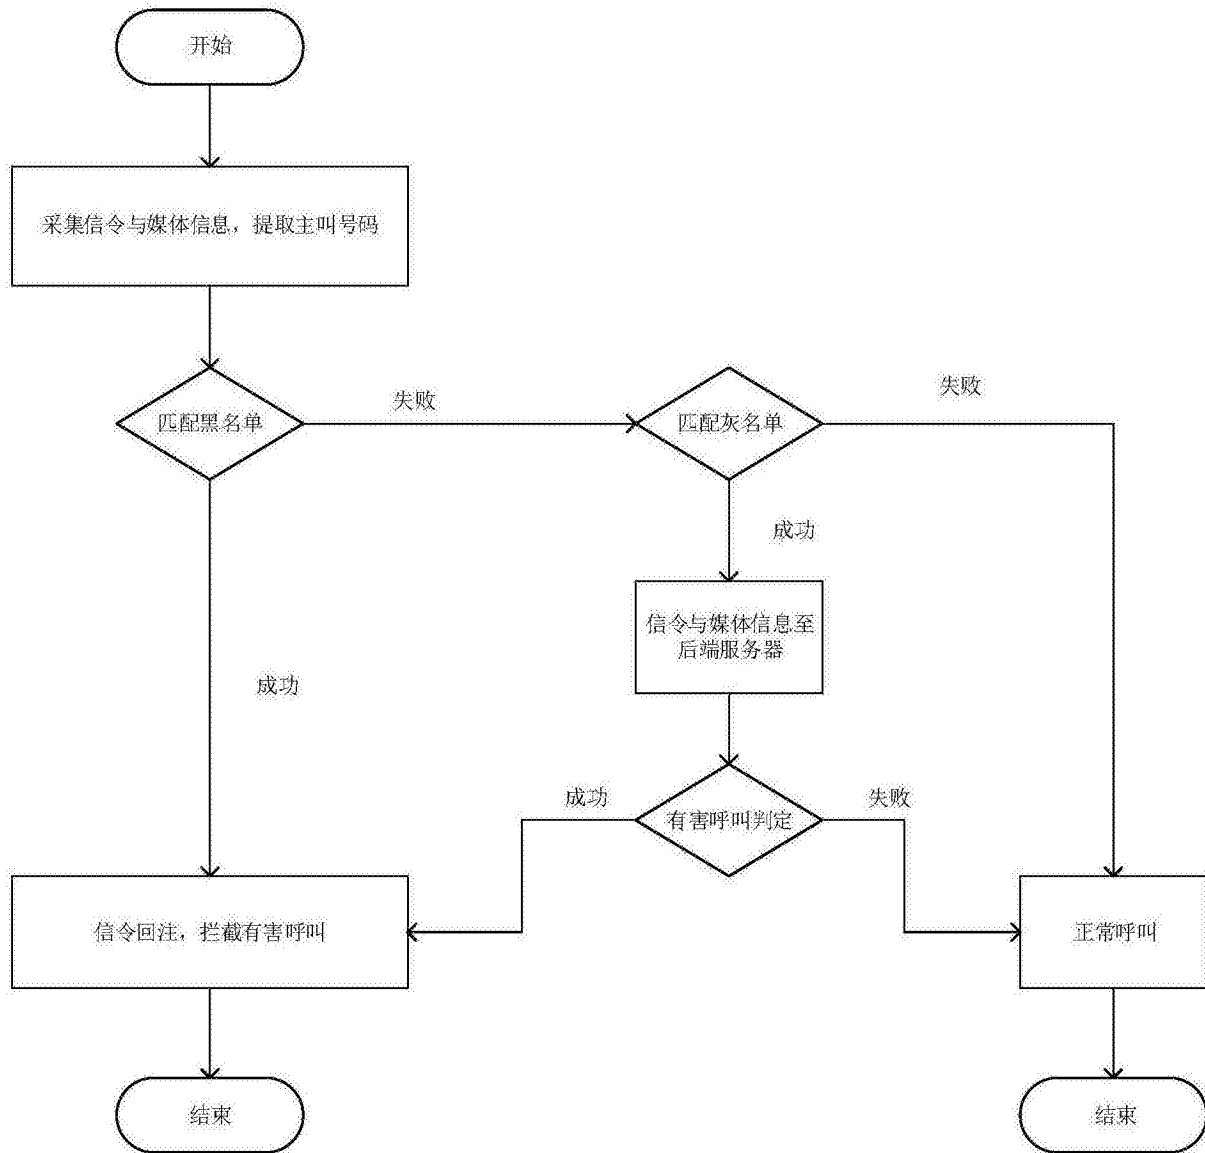 开始
采集信令与媒体信息，提取主叫号码
匹配黑名单
失败
匹配灰名单
失败
成功
信令与媒体信息至
后端服务器
成功
成功
有害呼叫判定
失败
信令回注，拦截有害呼叫
正常呼叫
结束
结束